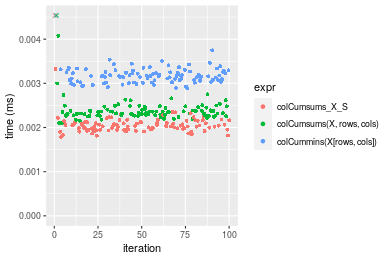 0.004
0.003
0.002
0.001
0.000
time (ms)
0
25
50
75
100
iteration
expr
colCumsums_X_S
colCumsums(X, rows, cols)
colCummins(X[rows, cols])